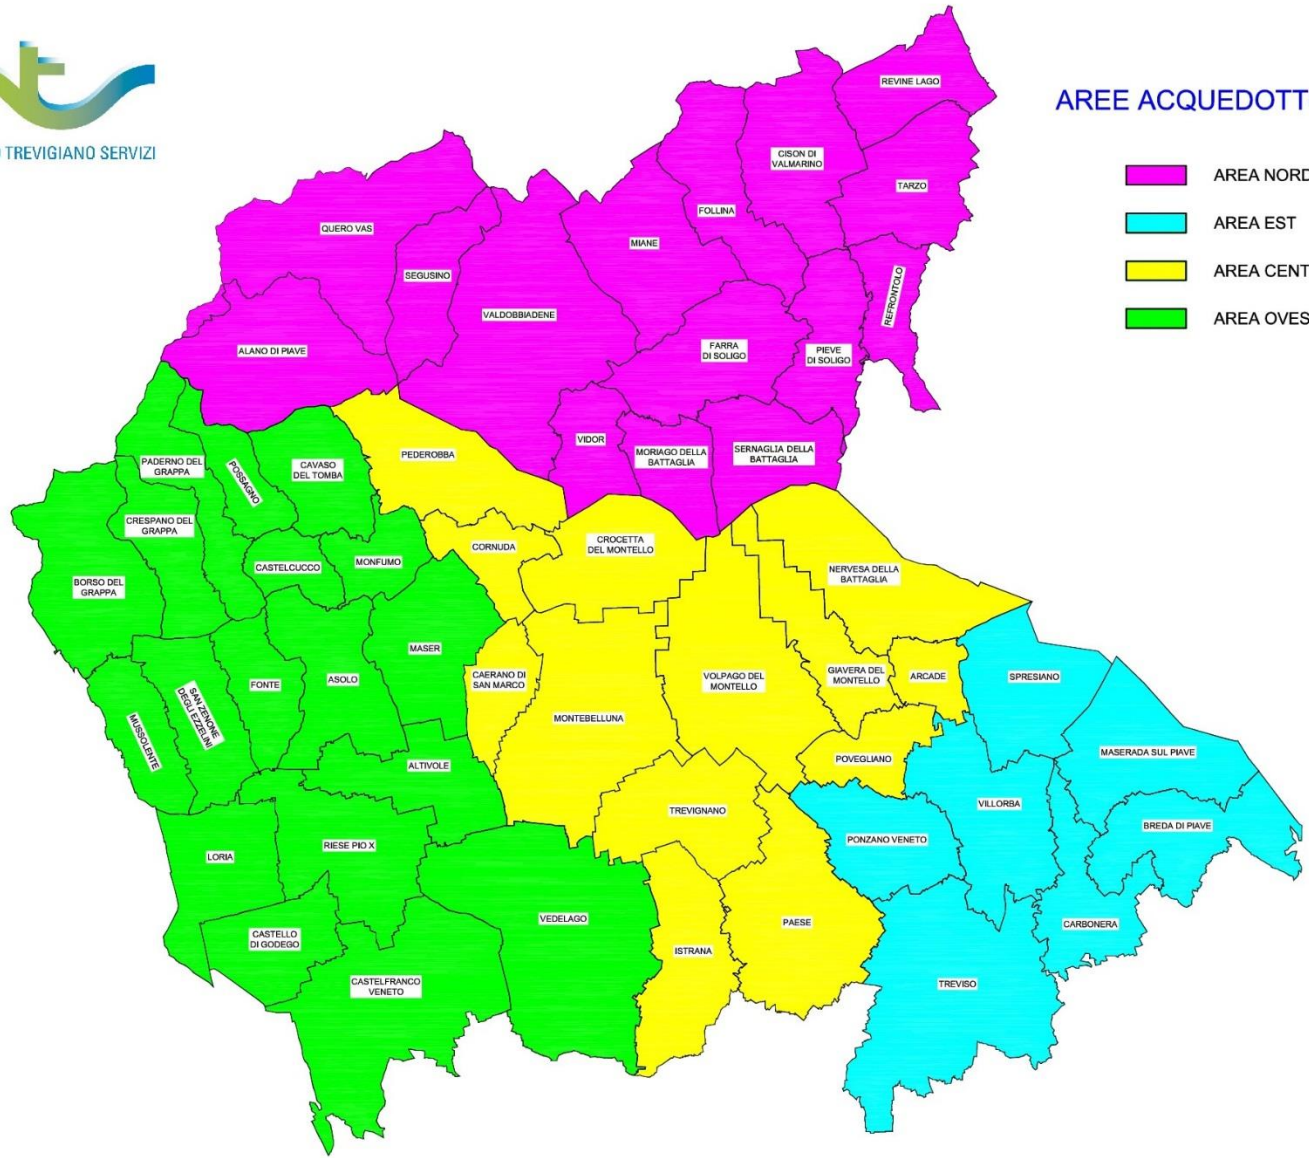 TREVIGIANO SERVIZI
AREE ACQUEDOTT
AREA NORD
AREA EST
AREA CENT
AREA OVES
REVINE LAGO
CISON DI
VALMARINO
TARZO
FOLLINA
QUERO VAS
MIANE
SEGUSINO
REFRONTOLO
VALDOBBIADENE
ALANO DI PIAVE
FARRA
DI SOLIGO
PIEVE
DI SOLIGO
VIDOR
MORIAGO DELLA
BATTAGLIA
SERNAGLIA DELLA
BATTAGLIA
PEDEROBBA
PADERNO DEL
GRAPPA
POSSAGNO
CAVASO
DEL TOMBA
CRESPANO DEL
GRAPPA
CORNUDA
CROCETTA
DEL MONTELLO
CASTELCUCCO
MONFUMO
NERVESA DELLA
BATTAGLIA
BORSO DEL
GRAPPA
MASER
FONTE
ASOLO
CAERANO DI
SAN MARCO
VOLPAGO DEL
MONTELLO
GIAVERA DEL
MONTELLO
ARCADE
SPRESIANO
SAN ZENONE
DEGLI EZZELINI
MUSSOLENTE
MONTEBELLUNA
MASERADA SUL PIAVE
ALTIVOLE
POVEGLIANO
VILLORBA
TREVIGNANO
BREDA DI PIAVE
PONZANO VENETO
LORIA
RIESE PIO X
VEDELAGO
PAESE
CARBONERA
CASTELLO
DI GODEGO
ISTRANA
CASTELFRANCO
VENETO
TREVISO